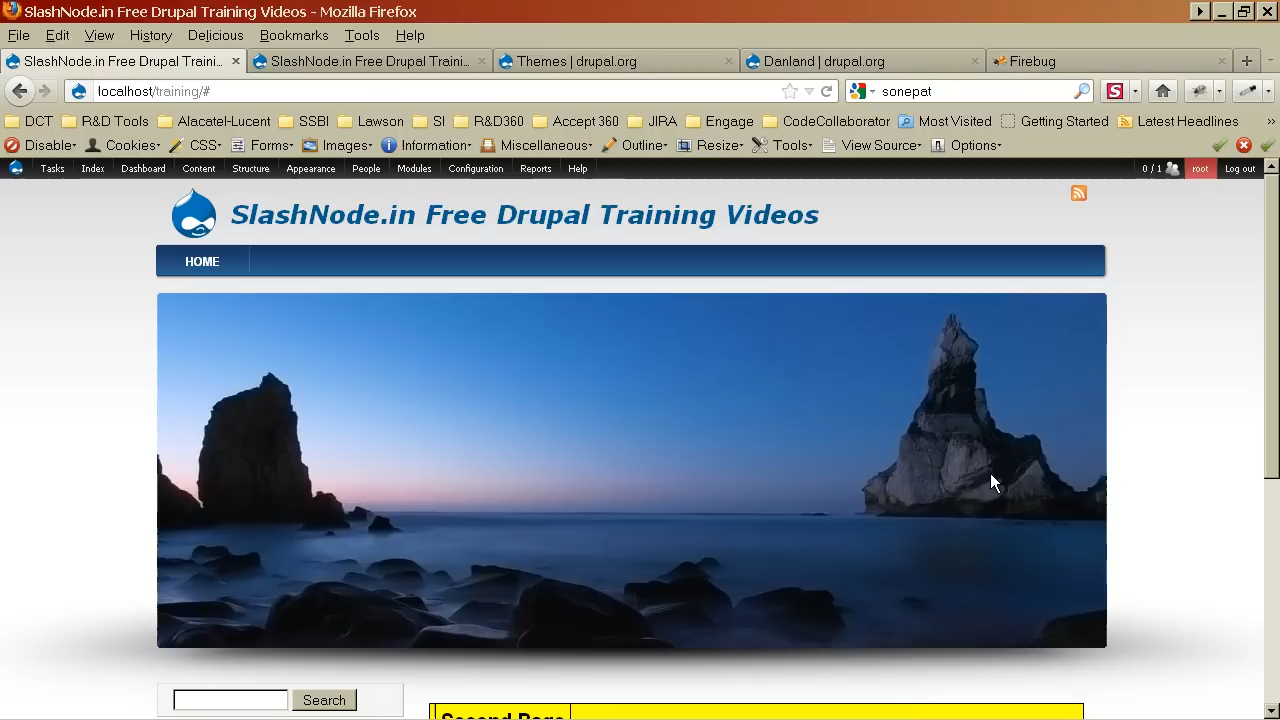 SlashNode.in Free Drupal Training Videos - Mozilla Firefox
File Edit View History Delicious Bookmarks Tools Help
SlashNode.in Free Drupal Traini... SlashNode.in Free Drupal Traini... Themes | drupal.org Danland | drupal.org Firebug
localhost/training/# sonepat
DCT R&D Tools Alacatel-Lucent SSBI Lawson SI R&D360 Accept 360 JIRA Engage CodeCollaborator Most Visited Getting Started Latest Headlines »
Disable Cookies CSS Forms Images Information Miscellaneous Outline Resize Tools View Source Options
Tasks Index Dashboard Content Structure Appearance People Modules Configuration Reports Help 0 / 1 root Log out
SlashNode.in Free Drupal Training Videos
HOME
Search
Second Page